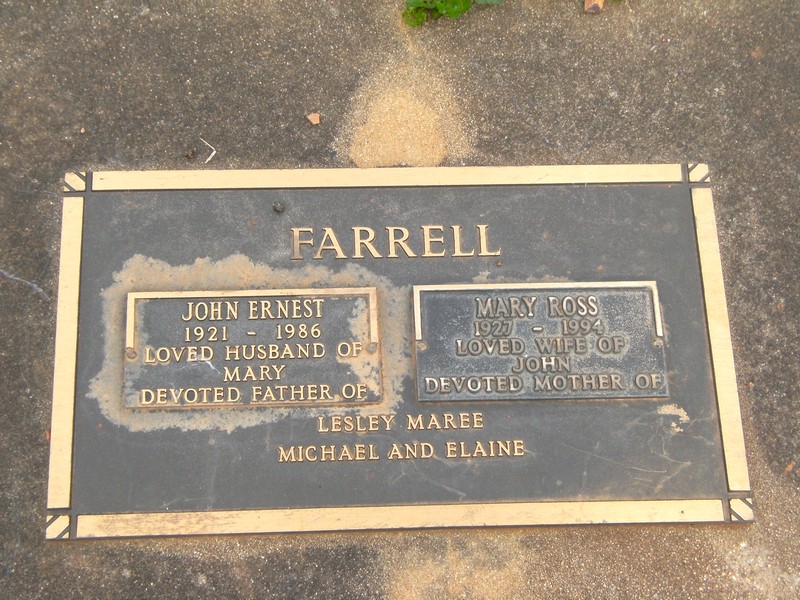 FARRELL
JOHN ERNEST
1921 - 1986
LOVED HUSBAND OF
MARY
DEVOTED FATHER OF
MARY ROSS
1927 - 1994
LOVED WIFE OF
JOHN
DEVOTED MOTHER OF
LESLEY MAREE
MICHAEL AND ELAINE